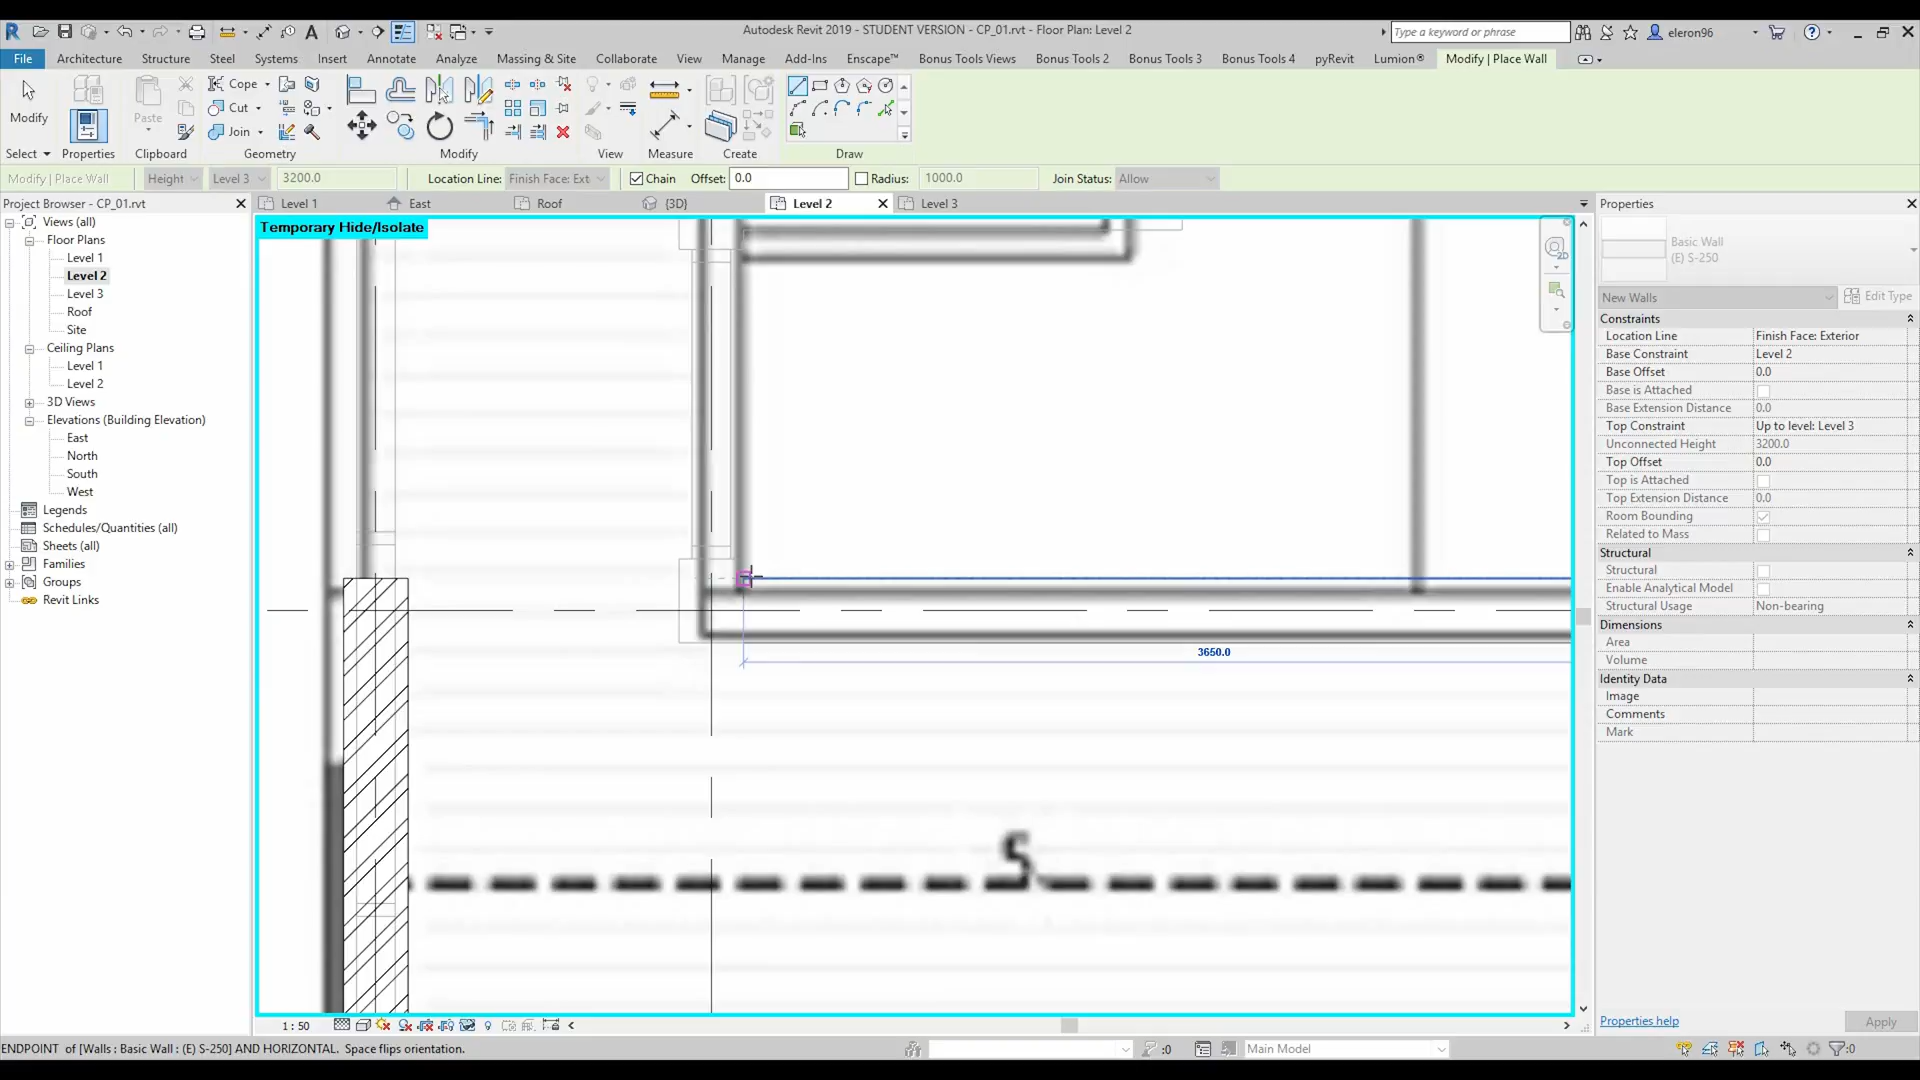 Autodesk Revit 2019 - STUDENT VERSION - CP_01.rvt - Floor Plan: Level 2
Type a keyword or phrase
eleron96
File Architecture Structure Steel Systems Insert Annotate Analyze Massing & Site Collaborate View Manage Add-Ins Enscape™ Bonus Tools Views Bonus Tools 2 Bonus Tools 3 Bonus Tools 4 pyRevit Lumion® Modify | Place Wall
Cope
Cut
Join
Modify
Paste
Select Properties Clipboard Geometry Modify View Measure Create Draw
Modify | Place Wall Height Level 3 3200.0 Location Line: Finish Face: Ext Chain Offset: 0.0 Radius: 1000.0 Join Status: Allow
Project Browser - CP_01.rvt
Level 1 East Roof {3D} Level 2 Level 3
Temporary Hide/Isolate
Views (all)
Floor Plans
Level 1
Level 2
Level 3
Roof
Site
Ceiling Plans
Level 1
Level 2
3D Views
Elevations (Building Elevation)
East
North
South
West
Legends
Schedules/Quantities (all)
Sheets (all)
Families
Groups
Revit Links
2D
3650.0
S
Properties
Basic Wall
(E) S-250
New Walls Edit Type
Constraints
Location Line Finish Face: Exterior
Base Constraint Level 2
Base Offset 0.0
Base is Attached
Base Extension Distance 0.0
Top Constraint Up to level: Level 3
Unconnected Height 3200.0
Top Offset 0.0
Top is Attached
Top Extension Distance 0.0
Room Bounding
Related to Mass
Structural
Structural
Enable Analytical Model
Structural Usage Non-bearing
Dimensions
Area
Volume
Identity Data
Image
Comments
Mark
Properties help Apply
1 : 50
ENDPOINT of [Walls : Basic Wall : (E) S-250] AND HORIZONTAL. Space flips orientation.
:0 Main Model :0